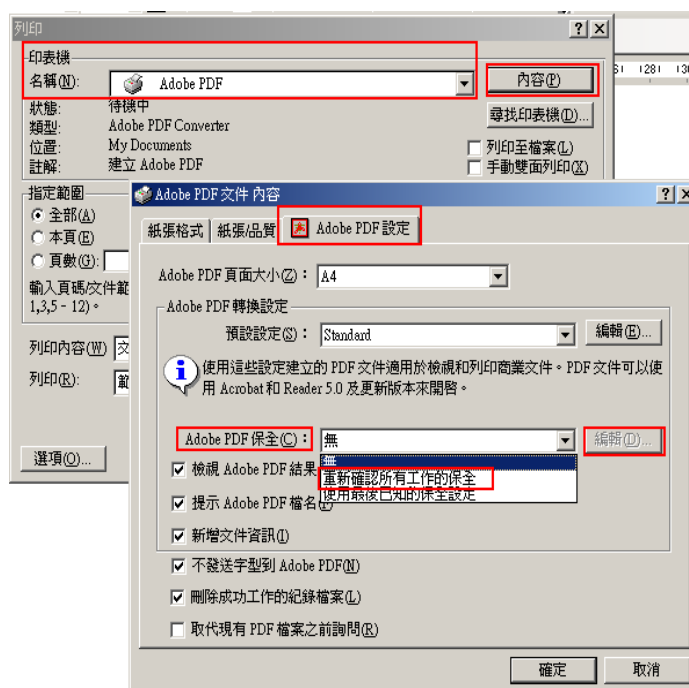 列印
印表機
名稱(N):
Adobe PDF
內容(P)
狀態:
待機中
尋找印表機(D)...
類型:
Adobe PDF Converter
位置:
My Documents
列印至檔案(L)
註解:
建立 Adobe PDF
手動雙面列印(X)
指定範圍
全部(A)
本頁(E)
頁數(G):
輸入頁碼/文件範
1,3,5 - 12)。
列印內容(W)
列印(R):
選項(O)...
Adobe PDF 文件 內容
紙張格式
紙張/品質
Adobe PDF 設定
Adobe PDF 頁面大小(Z)：
A4
Adobe PDF 轉換設定
預設設定(S)：
Standard
編輯(E)...
使用這些設定建立的 PDF 文件適用於檢視和列印商業文件。PDF 文件可以使
用 Acrobat 和 Reader 5.0 及更新版本來開啓。
Adobe PDF 保全(C)：
無
編輯(D)...
無
重新確認所有工作的保全
使用最後已知的保全設定
檢視 Adobe PDF 結果
提示 Adobe PDF 檔名
新增文件資訊(I)
不發送字型到 Adobe PDF(N)
刪除成功工作的紀錄檔案(L)
取代現有 PDF 檔案之前詢問(R)
確定
取消